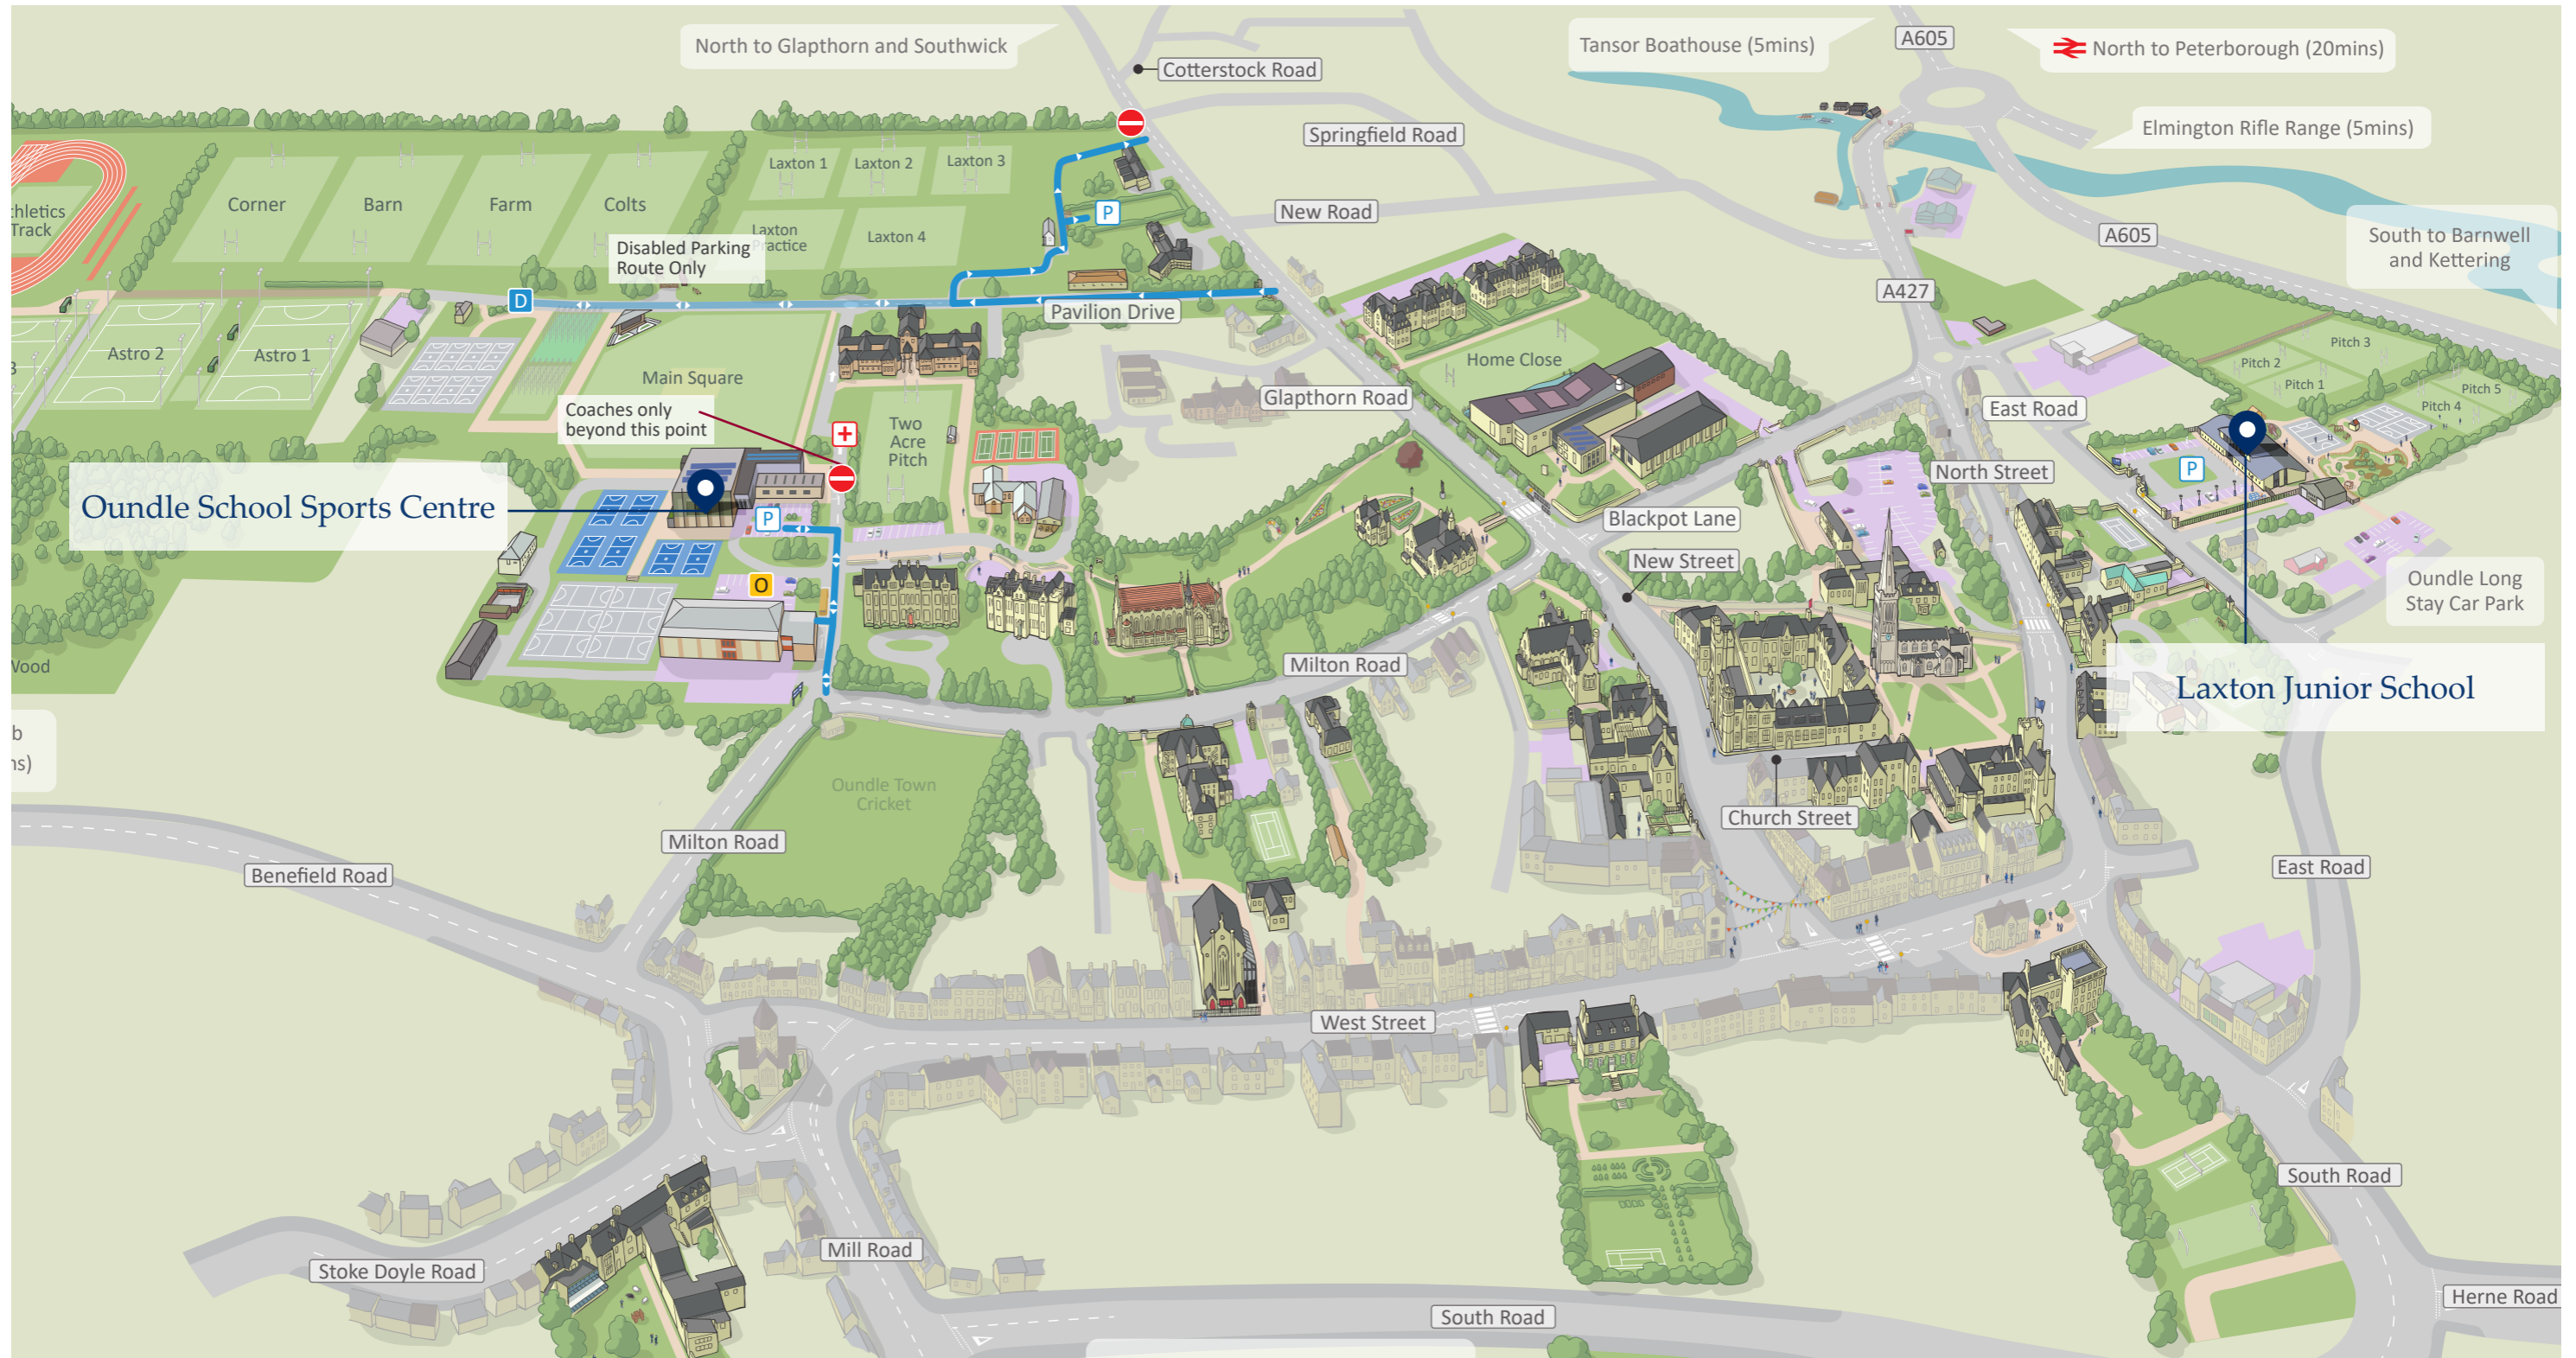 North to Glapthorn and Southwick
Cotterstock Road
Tansor Boathouse (5mins)
A605
North to Peterborough (20mins)
Springfield Road
Elmington Rifle Range (5mins)
Laxton 1
Laxton 2
Laxton 3
Corner
Barn
Farm
Colts
thletics
Track
P
New Road
Laxton
Practice
Laxton 4
A605
South to Barnwell
and Kettering
Disabled Parking
Route Only
D
Pavilion Drive
A427
Astro 2
Astro 1
3
Main Square
Home Close
Pitch 3
Pitch 2
Pitch 1
Pitch 5
Pitch 4
Glapthorn Road
East Road
Coaches only
beyond this point
Two
Acre
Pitch
North Street
P
Oundle School Sports Centre
P
Blackpot Lane
New Street
O
Oundle Long
Stay Car Park
Wood
Milton Road
Laxton Junior School
b
ns)
Oundle Town
Cricket
Church Street
Milton Road
Benefield Road
East Road
West Street
South Road
Mill Road
Stoke Doyle Road
South Road
Herne Road